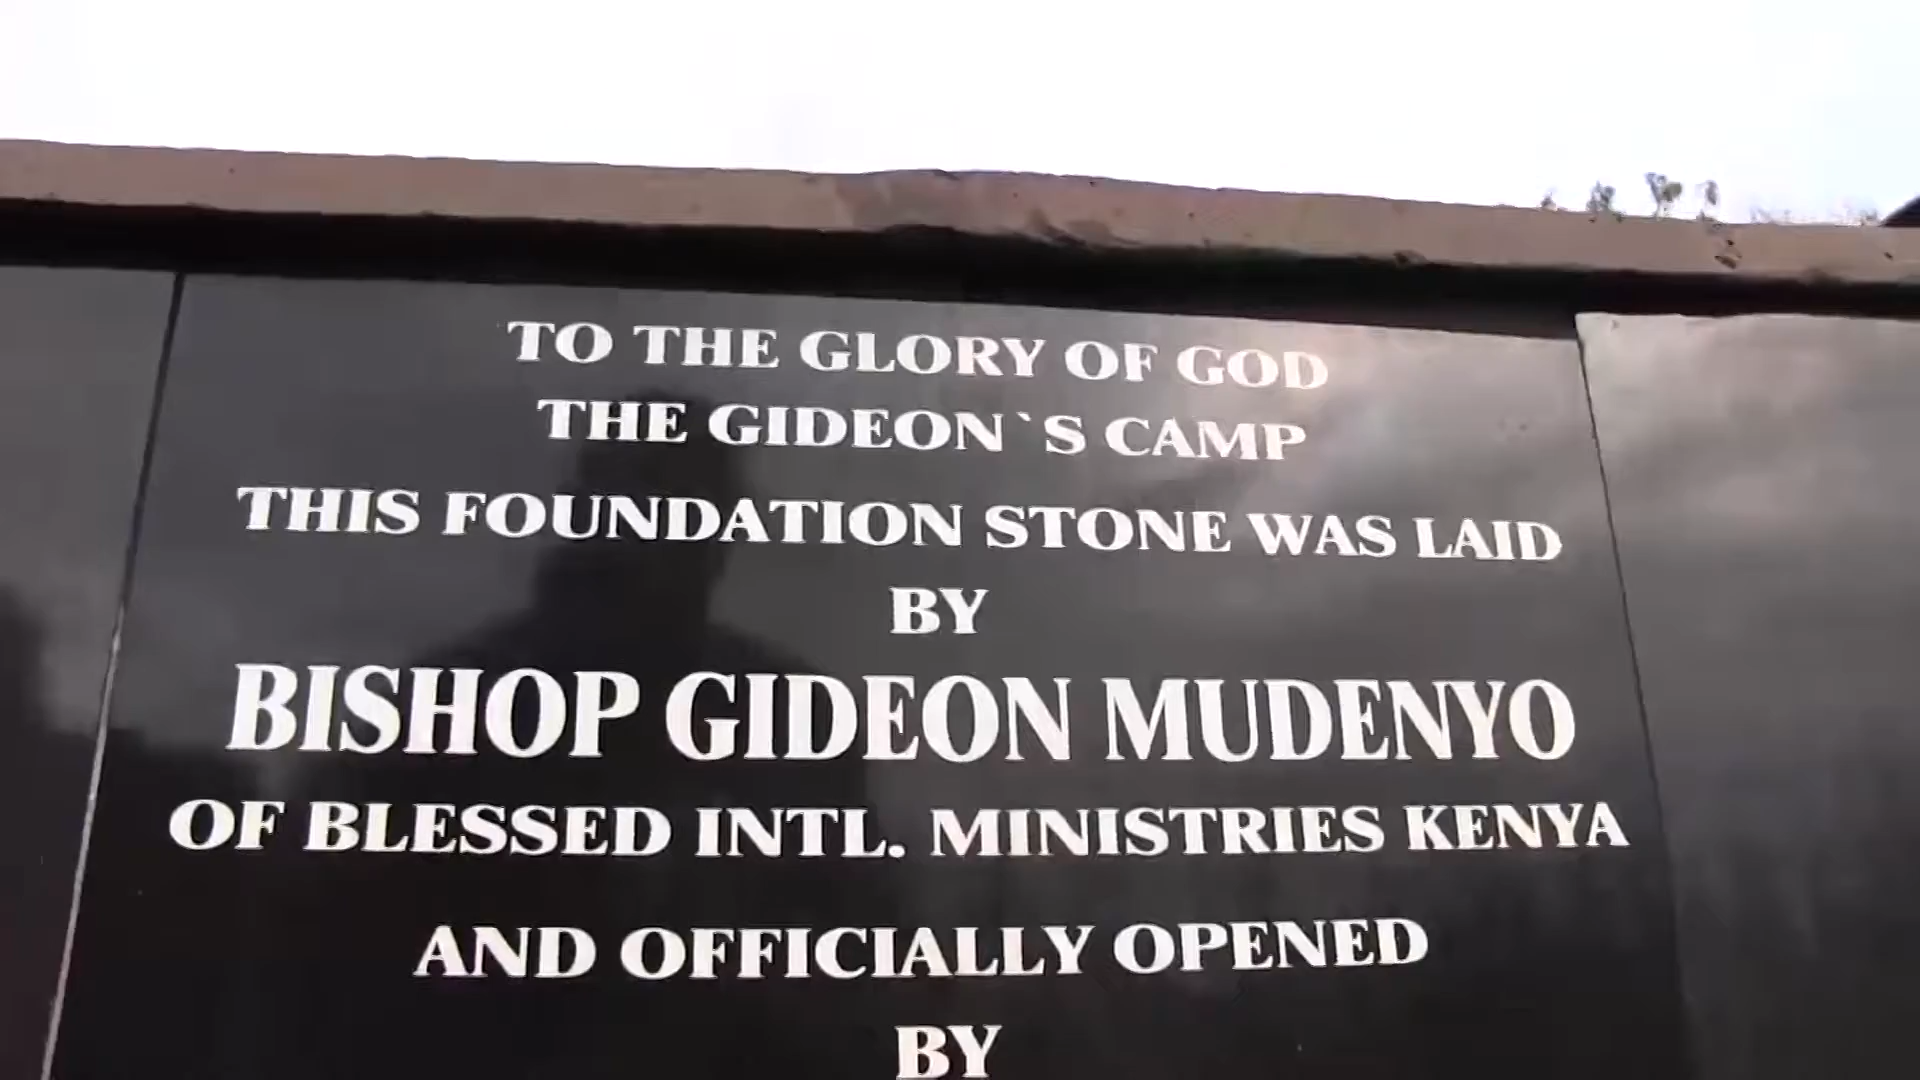 TO THE GLORY OF GOD
THE GIDEON`S CAMP
THIS FOUNDATION STONE WAS LAID
BY
BISHOP GIDEON MUDENYO
OF BLESSED INTL. MINISTRIES KENYA
AND OFFICIALLY OPENED
BY